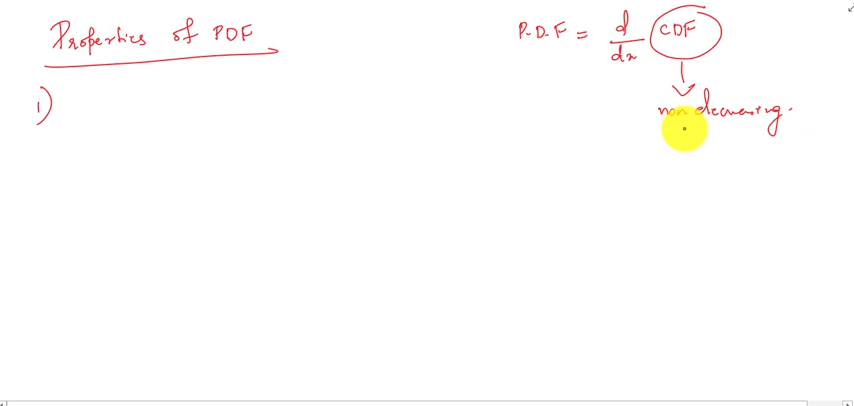 Properties of PDF
P.D.F = d/dx CDF
non decreasing.
1)